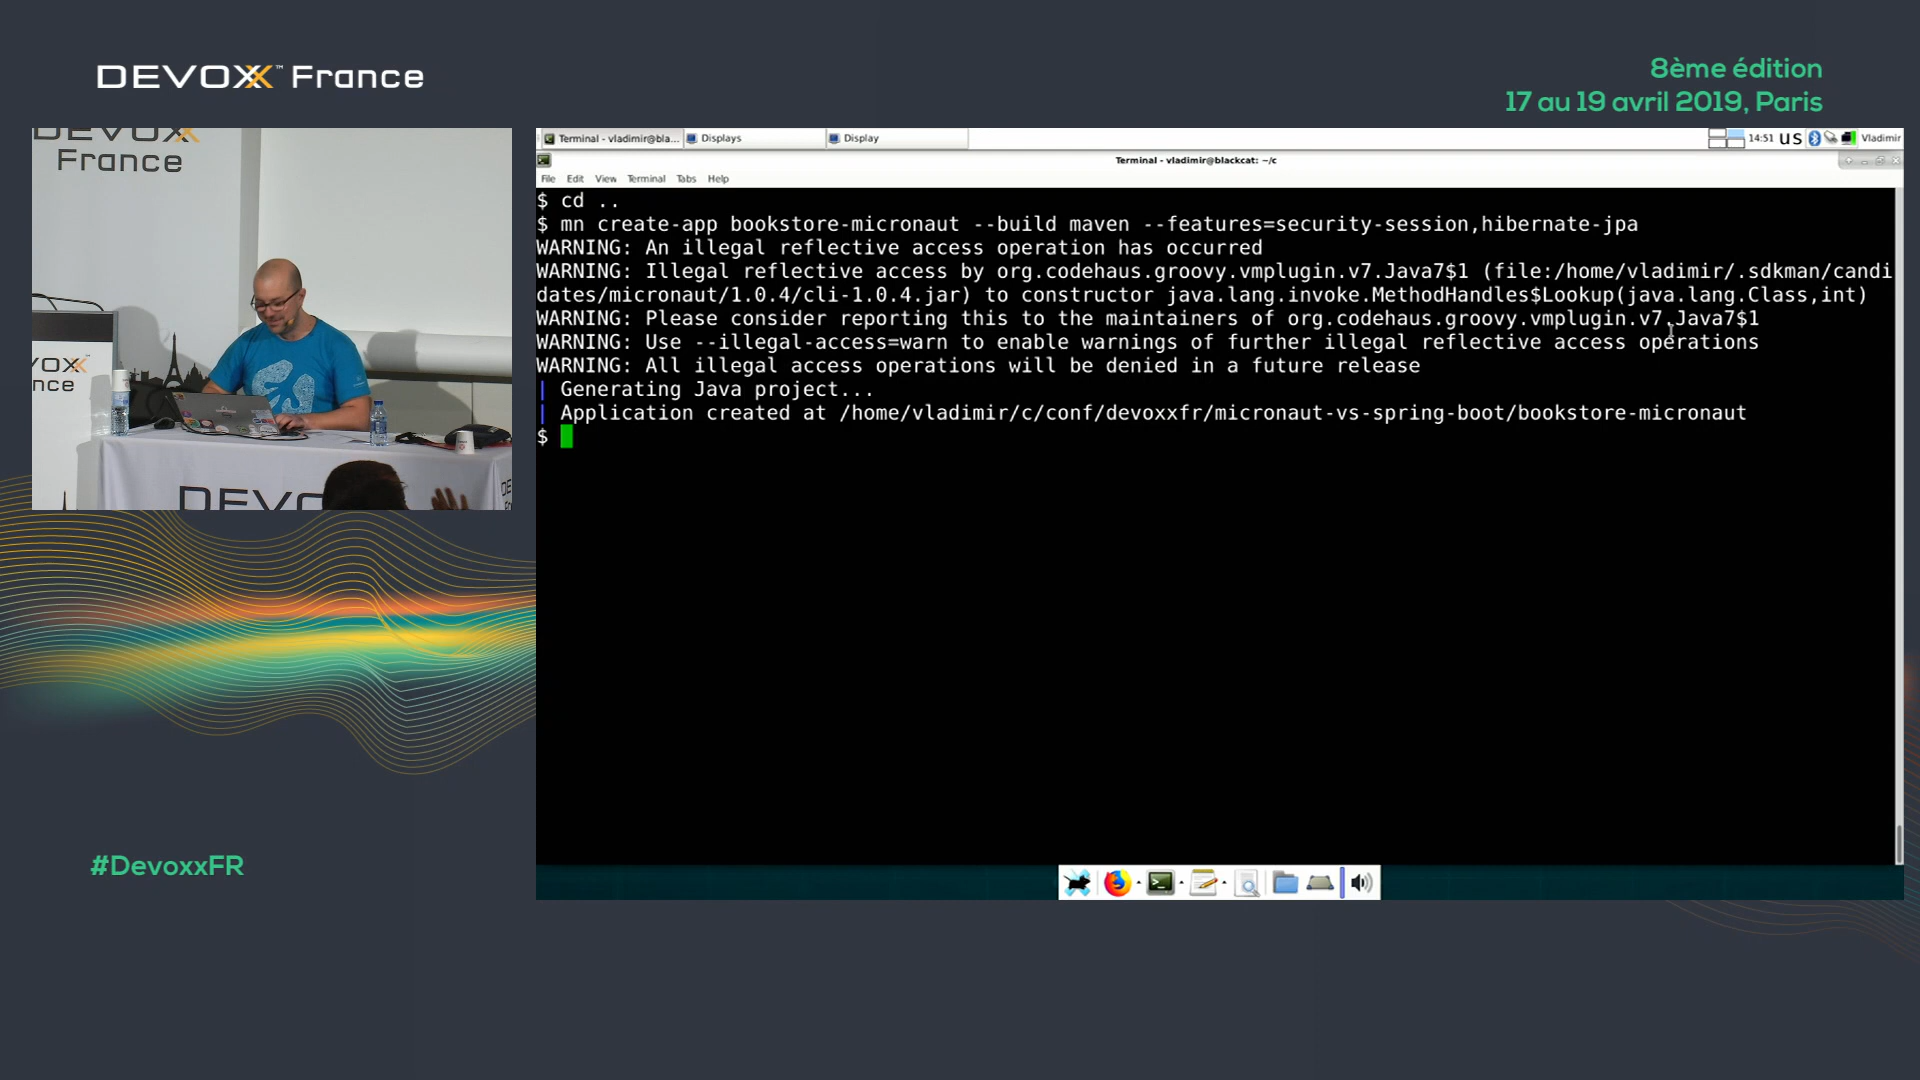 DEVOXX™ France
8ème édition
17 au 19 avril 2019, Paris
DEVOXX
France
VOXX™
nce
DEVO
DE
Terminal - vladimir@bla...
Displays
Display
14:51 US Vladimir
Terminal - vladimir@blackcat: ~/c
File Edit View Terminal Tabs Help
$ cd ..
$ mn create-app bookstore-micronaut --build maven --features=security-session,hibernate-jpa
WARNING: An illegal reflective access operation has occurred
WARNING: Illegal reflective access by org.codehaus.groovy.vmplugin.v7.Java7$1 (file:/home/vladimir/.sdkman/candi
dates/micronaut/1.0.4/cli-1.0.4.jar) to constructor java.lang.invoke.MethodHandles$Lookup(java.lang.Class,int)
WARNING: Please consider reporting this to the maintainers of org.codehaus.groovy.vmplugin.v7.Java7$1
WARNING: Use --illegal-access=warn to enable warnings of further illegal reflective access operations
WARNING: All illegal access operations will be denied in a future release
| Generating Java project...
| Application created at /home/vladimir/c/conf/devoxxfr/micronaut-vs-spring-boot/bookstore-micronaut
$
#DevoxxFR